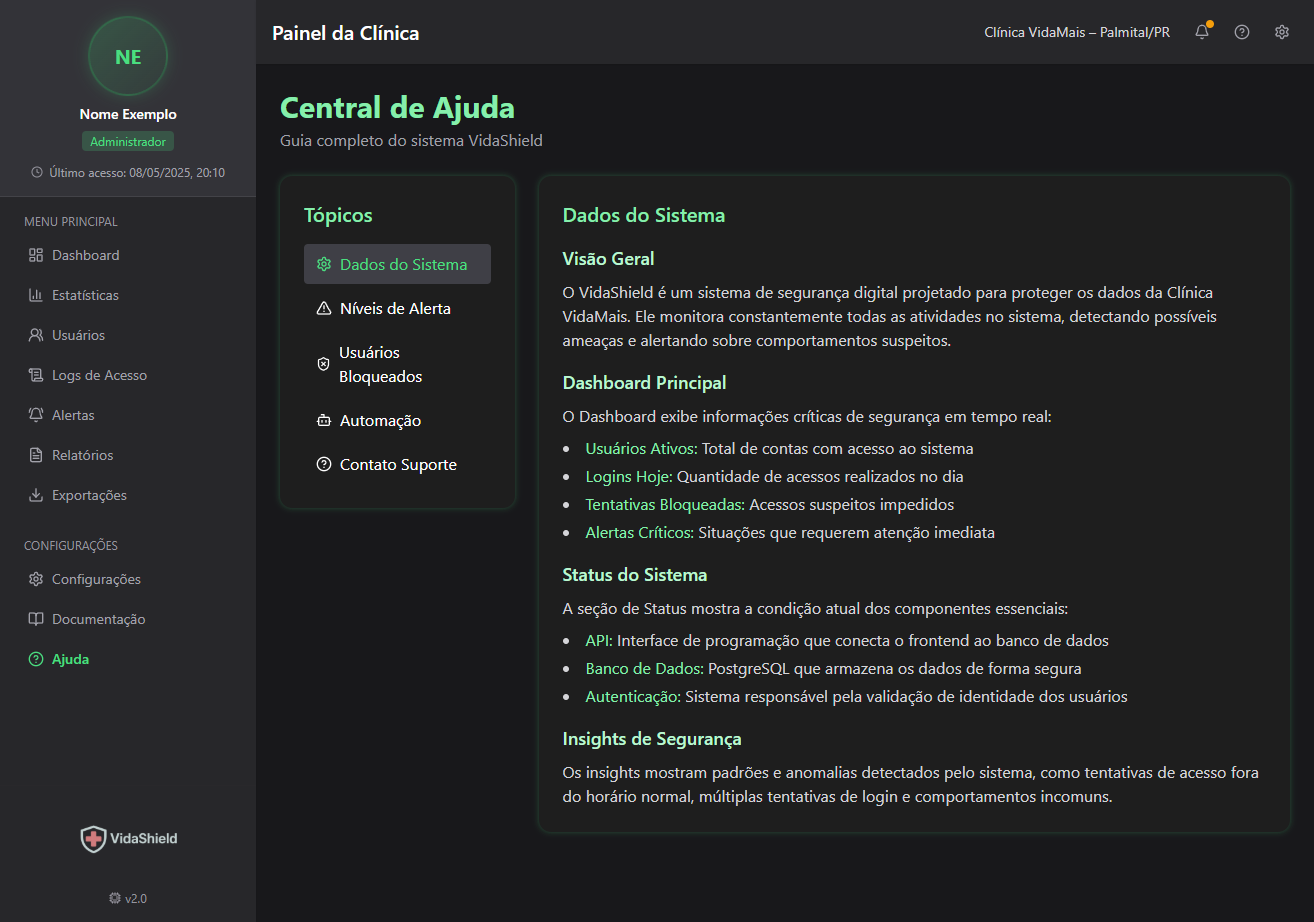 NE
Nome Exemplo
Administrador
Último acesso: 08/05/2025, 20:10
MENU PRINCIPAL
Dashboard
Estatísticas
Usuários
Logs de Acesso
Alertas
Relatórios
Exportações
CONFIGURAÇÕES
Configurações
Documentação
Ajuda
VidaShield
v2.0
Painel da Clínica
Clínica VidaMais – Palmital/PR
Central de Ajuda
Guia completo do sistema VidaShield
Tópicos
Dados do Sistema
Níveis de Alerta
Usuários
Bloqueados
Automação
Contato Suporte
Dados do Sistema
Visão Geral
O VidaShield é um sistema de segurança digital projetado para proteger os dados da Clínica
VidaMais. Ele monitora constantemente todas as atividades no sistema, detectando possíveis
ameaças e alertando sobre comportamentos suspeitos.
Dashboard Principal
O Dashboard exibe informações críticas de segurança em tempo real:
• Usuários Ativos: Total de contas com acesso ao sistema
• Logins Hoje: Quantidade de acessos realizados no dia
• Tentativas Bloqueadas: Acessos suspeitos impedidos
• Alertas Críticos: Situações que requerem atenção imediata
Status do Sistema
A seção de Status mostra a condição atual dos componentes essenciais:
• API: Interface de programação que conecta o frontend ao banco de dados
• Banco de Dados: PostgreSQL que armazena os dados de forma segura
• Autenticação: Sistema responsável pela validação de identidade dos usuários
Insights de Segurança
Os insights mostram padrões e anomalias detectados pelo sistema, como tentativas de acesso fora
do horário normal, múltiplas tentativas de login e comportamentos incomuns.